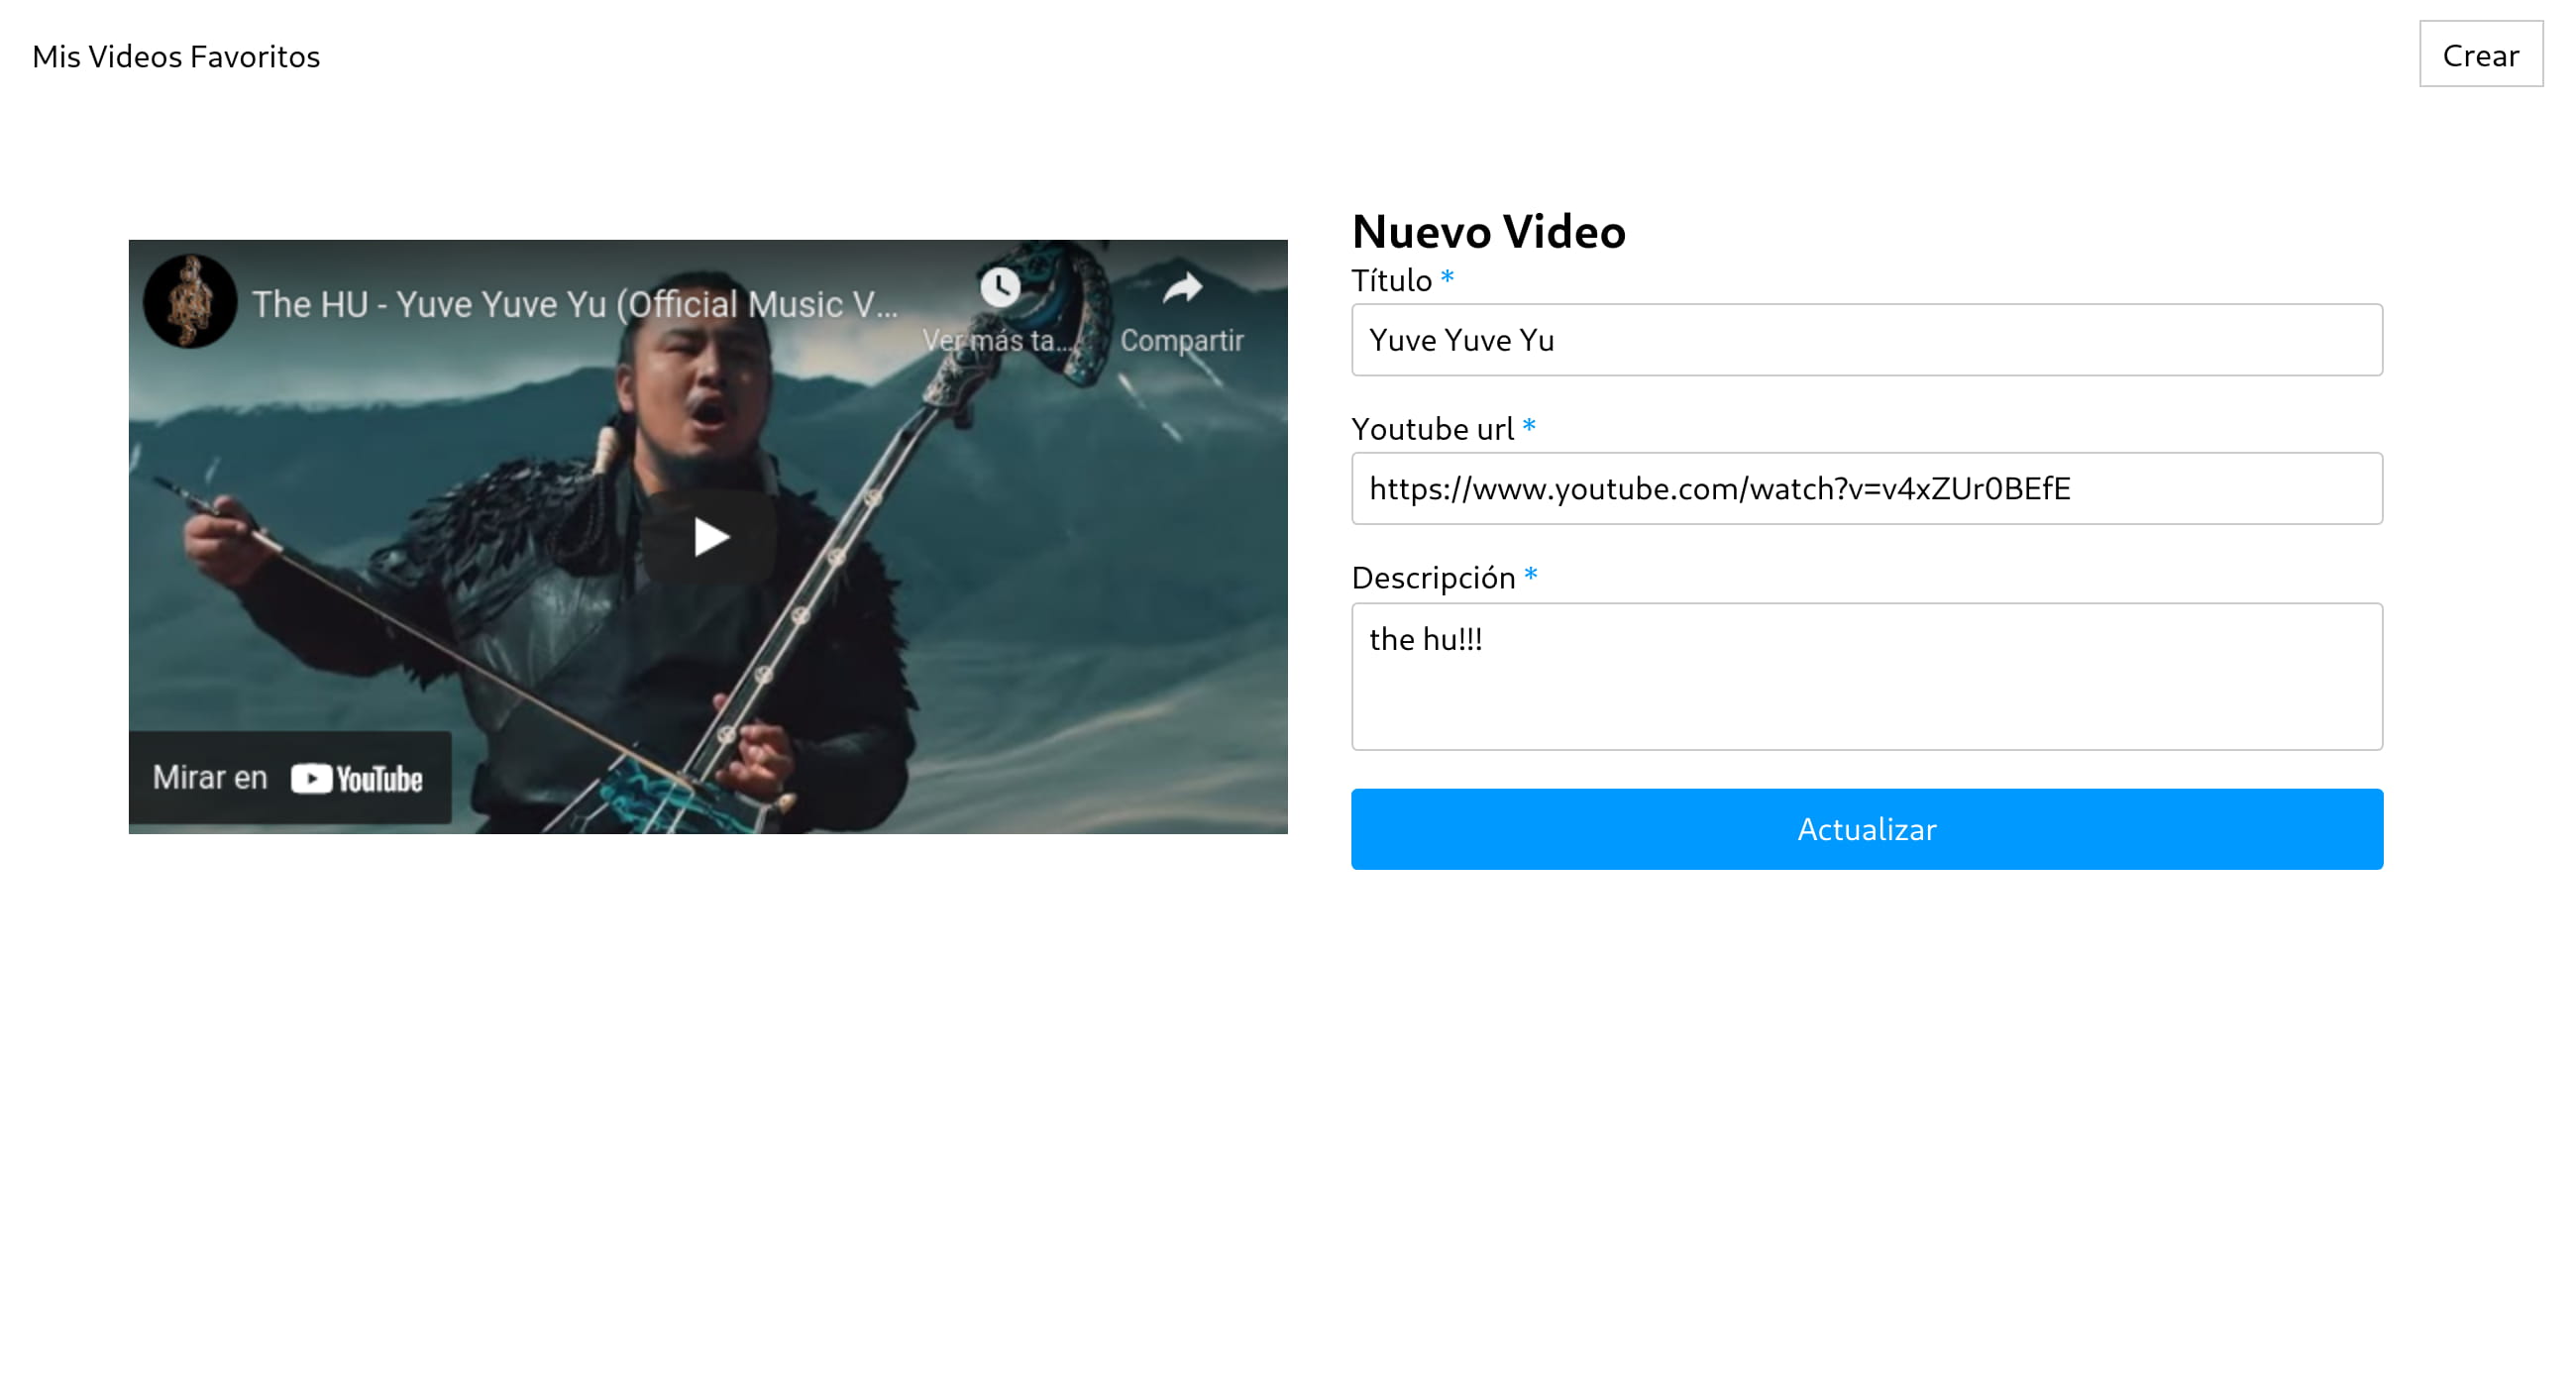 Mis Videos Favoritos
Crear
The HU - Yuve Yuve Yu (Official Music V...
Ver más ta...
Compartir
Mirar en YouTube
Nuevo Video
Título *
Yuve Yuve Yu
Youtube url *
https://www.youtube.com/watch?v=v4xZUr0BEfE
Descripción *
the hu!!!
Actualizar